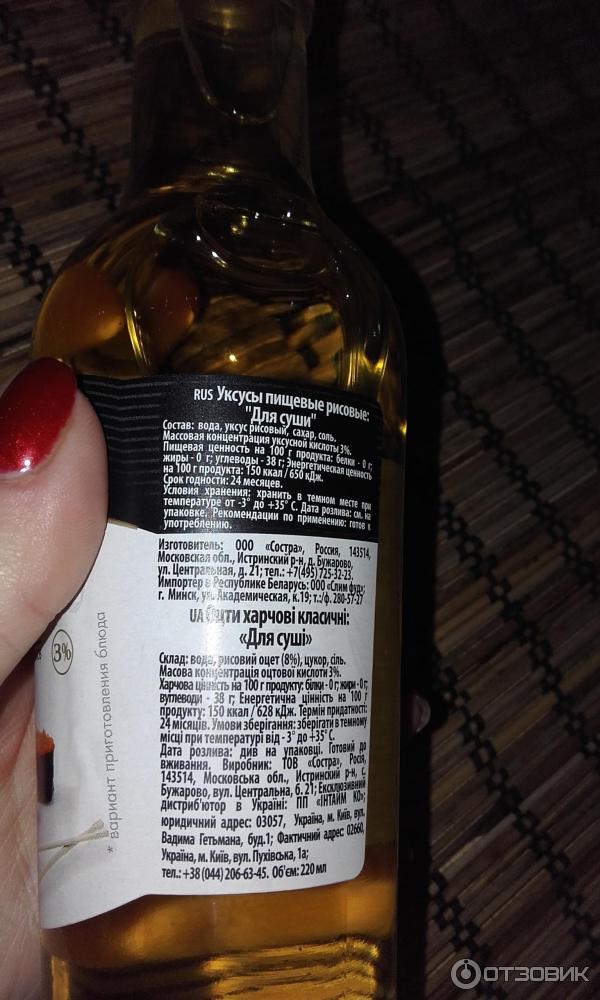 RUS Уксусы пищевые рисовые:
"Для суши"
Состав: вода, уксус рисовый, сахар, соль.
Массовая концентрация уксусной кислоты 3%.
Пищевая ценность на 100 г продукта: белки - 0 г;
жиры - 0 г; углеводы - 38 г; Энергетическая ценность
на 100 г продукта: 150 ккал / 650 кДж.
Срок годности: 24 месяцев.
Условия хранения: хранить в темном месте при
температуре от -3° до +35° С. Дата розлива: см. на
упаковке. Рекомендации по применению: готов к
употреблению.
Изготовитель: ООО «Состра», Россия, 143514,
Московская обл., Истринский р-н, д. Бужарово,
ул. Центральная, д. 21; тел.: +7(495) 725-32-23.
Импортер в Республике Беларусь: ООО «Слим фуд»;
г. Минск, ул. Академическая, к.19; т./ф. 280-57-27
UA Оцти харчові класичні:
«Для суші»
Склад: вода, рисовий оцет (8%), цукор, сіль.
Масова концентрація оцтової кислоти 3%.
Харчова цінність на 100 г продукту: білки - 0 г; жири - 0 г;
вуглеводи - 38 г; Енергетична цінність на 100 г
продукту: 150 ккал / 628 кДж. Термін придатності:
24 місяців. Умови зберігання: зберігати в темному
місці при температурі від - 3° до +35° С.
Дата розлива: див на упаковці. Готовий до
вживання. Виробник: ТОВ «Состра», Росія,
143514, Московська обл., Истринский р-н, с.
Бужарово, вул. Центральна, б. 21; Ексклюзивний
дистриб'ютор в Україні: ПП «ІНТАЙМ КО»;
юридичний адрес: 03057, Україна, м. Київ, вул.
Вадима Гетьмана, буд.1; Фактичний адрес: 02660,
Україна, м. Київ, вул. Пухівська, 1а;
тел.: +38 (044) 206-63-45. Об'єм: 220 мл
3%
* вариант приготовления блюда
ОТЗОВИК